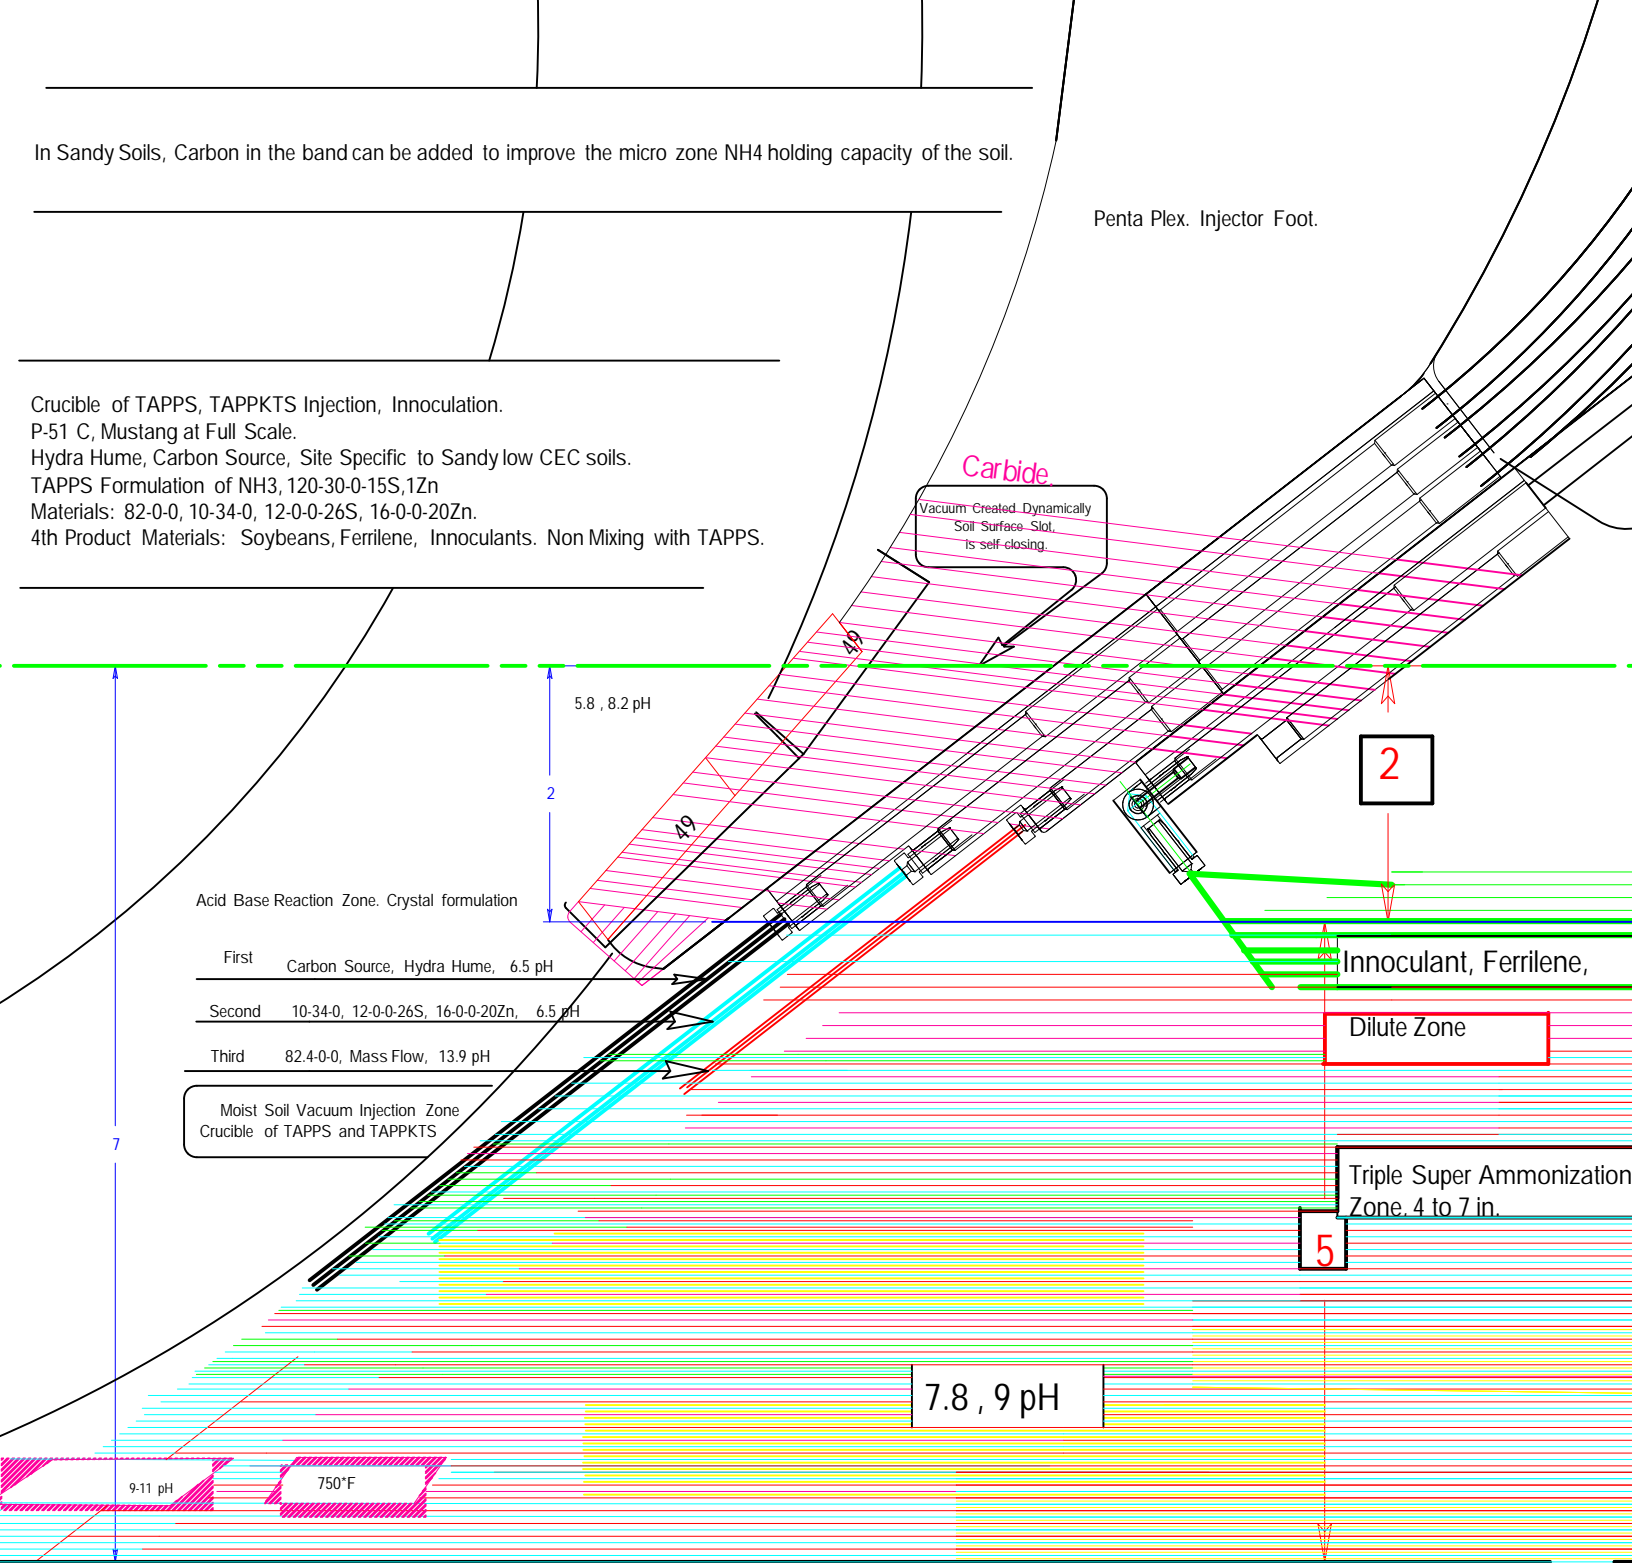 In Sandy Soils, Carbon in the band can be added to improve the micro zone NH4 holding capacity of the soil.
Penta Plex. Injector Foot.
Crucible of TAPPS, TAPPKTS Injection, Innoculation.
P-51 C, Mustang at Full Scale.
Hydra Hume, Carbon Source, Site Specific to Sandy low CEC soils.
TAPPS Formulation of NH3, 120-30-0-15S,1Zn
Materials: 82-0-0, 10-34-0, 12-0-0-26S, 16-0-0-20Zn.
4th Product Materials: Soybeans, Ferrilene, Innoculants. Non Mixing with TAPPS.
Carbide.
Vacuum Created Dynamically
Soil Surface Slot,
is self closing.
49
5.8 , 8.2 pH
2
2
49
Acid Base Reaction Zone. Crystal formulation
First Carbon Source, Hydra Hume, 6.5 pH
Second 10-34-0, 12-0-0-26S, 16-0-0-20Zn, 6.5 pH
Third 82.4-0-0, Mass Flow, 13.9 pH
Innoculant, Ferrilene,
Dilute Zone
Moist Soil Vacuum Injection Zone
Crucible of TAPPS and TAPPKTS
7
Triple Super Ammonization
Zone. 4 to 7 in.
5
7.8 , 9 pH
9-11 pH
750*F